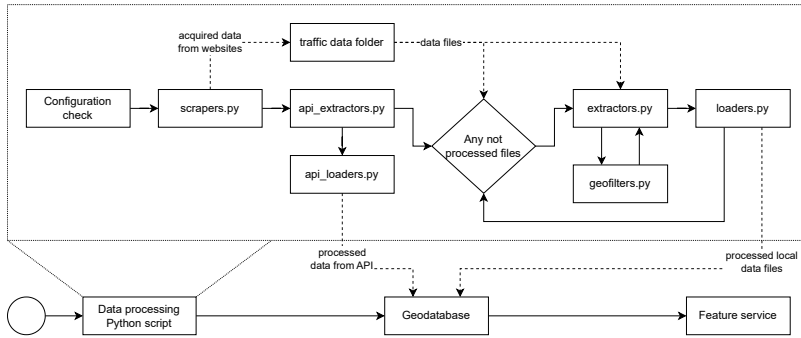 acquired data
from websites
traffic data folder
data files
Configuration
check
scrapers.py
api_extractors.py
Any not
processed files
extractors.py
loaders.py
api_loaders.py
geofilters.py
processed
data from API
processed local
data files
Data processing
Python script
Geodatabase
Feature service